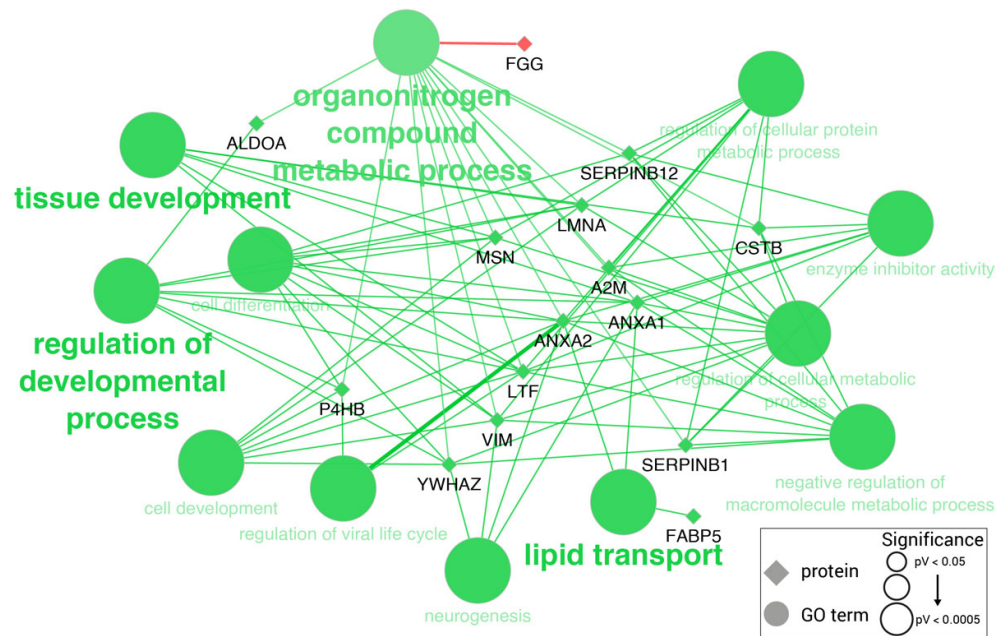 FGG
organonitrogen
compound
metabolic process
regulation of cellular protein
metabolic process
ALDOA
tissue development
SERPINB12
LMNA
CSTB
MSN
enzyme inhibitor activity
A2M
cell differentiation
ANXA1
ANXA2
regulation of
developmental
process
regulation of cellular metabolic
process
LTF
P4HB
VIM
SERPINB1
YWHAZ
negative regulation of
macromolecule metabolic process
cell development
regulation of viral life cycle
FABP5
lipid transport
neurogenesis
protein
GO term
Significance
pV < 0.05
pV < 0.0005